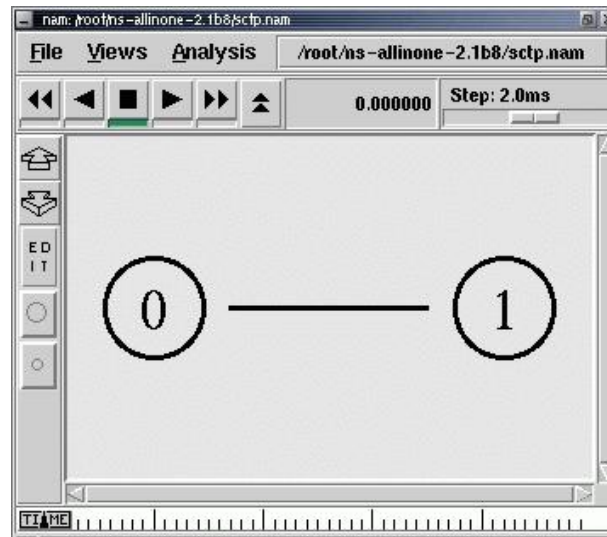 nam: /root/ns-allinone-2.1b8/sctp.nam
File Views Analysis /root/ns-allinone-2.1b8/sctp.nam
0.000000 Step: 2.0ms
ED
IT
0 1
TIME